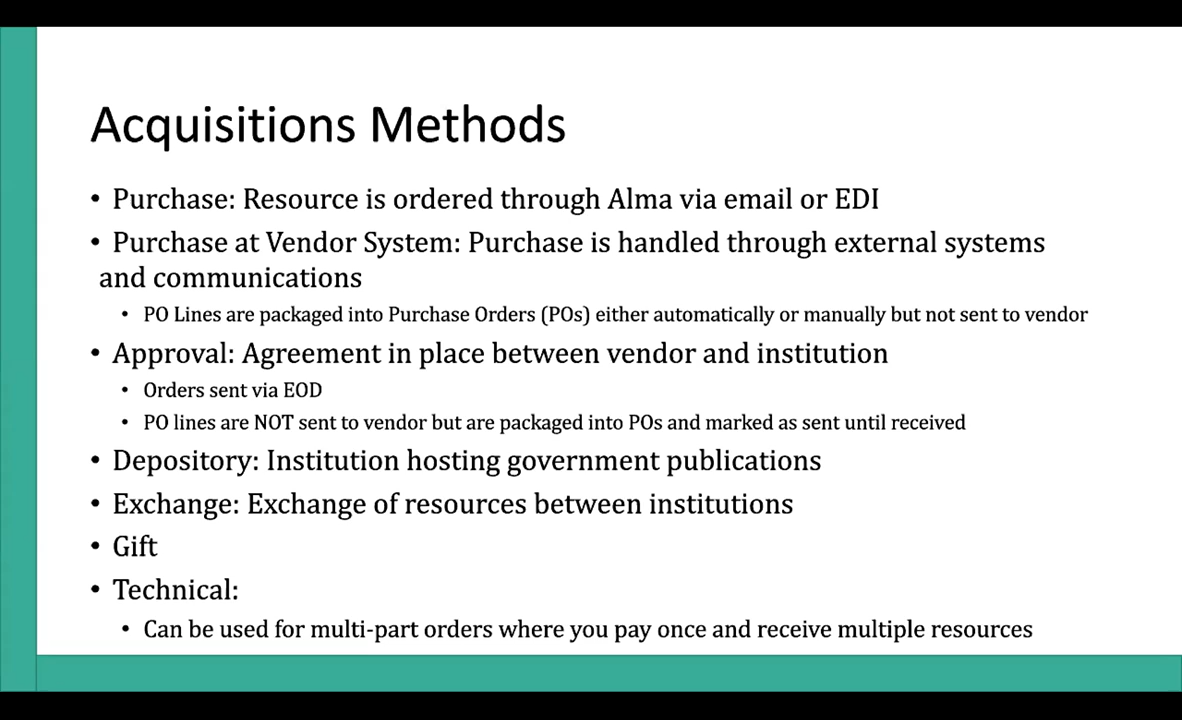 Acquisitions Methods
• Purchase: Resource is ordered through Alma via email or EDI
• Purchase at Vendor System: Purchase is handled through external systems
and communications
• PO Lines are packaged into Purchase Orders (POs) either automatically or manually but not sent to vendor
• Approval: Agreement in place between vendor and institution
• Orders sent via EOD
• PO lines are NOT sent to vendor but are packaged into POs and marked as sent until received
• Depository: Institution hosting government publications
• Exchange: Exchange of resources between institutions
• Gift
• Technical:
• Can be used for multi-part orders where you pay once and receive multiple resources